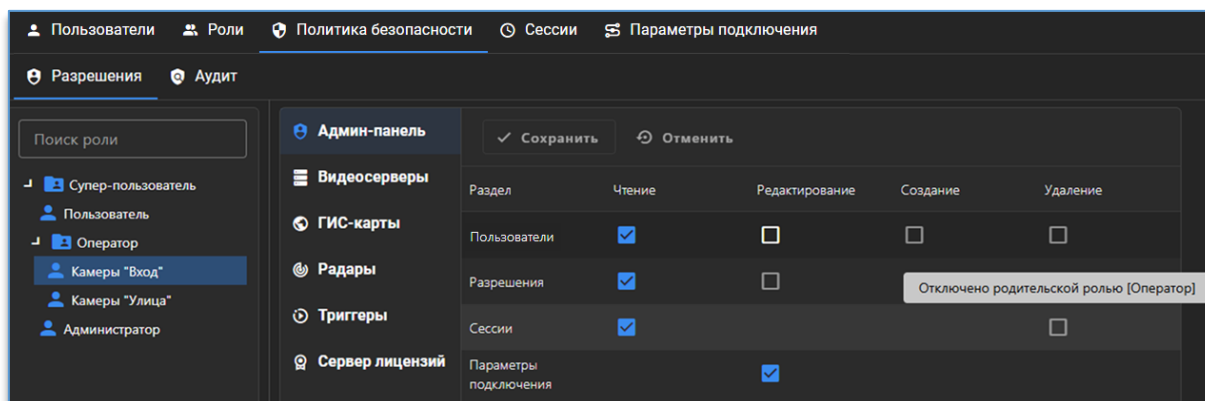 Пользователи Роли Политика безопасности Сессии Параметры подключения
Разрешения Аудит
Поиск роли
Супер-пользователь
Пользователь
Оператор
Камеры "Вход"
Камеры "Улица"
Администратор
Админ-панель
Видеосерверы
ГИС-карты
Радары
Триггеры
Сервер лицензий
Сохранить Отменить
Раздел Чтение Редактирование Создание Удаление
Пользователи
Разрешения
Отключено родительской ролью [Оператор]
Сессии
Параметры
подключения